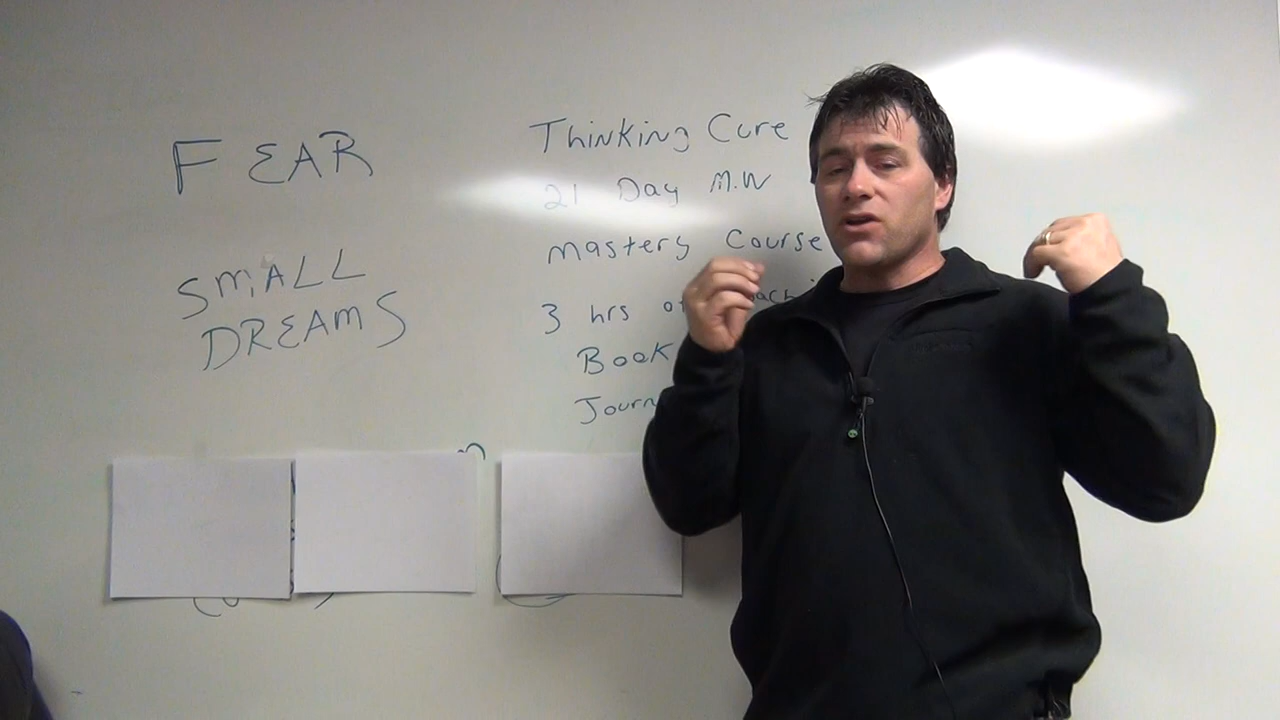 FEAR
SMALL
DREAMS
Thinking Cure
21 Day M.W
Mastery Course
3 hrs
Book